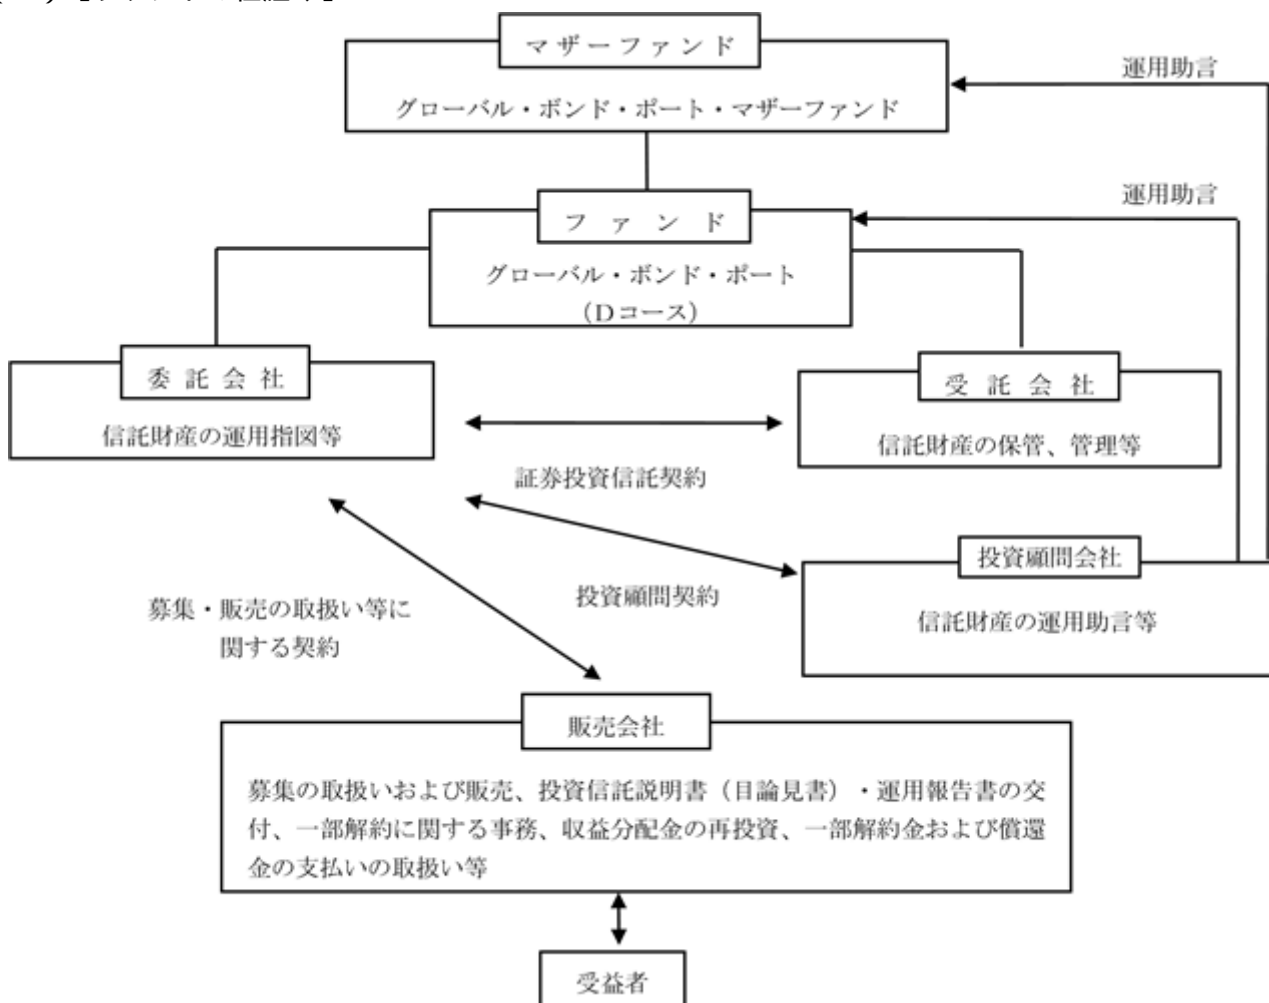 マザーファンド
運用助言
グローバル・ボンド・ポート・マザーファンド
運用助言
ファンド
グローバル・ボンド・ポート
（Dコース）
委託会社
受託会社
信託財産の運用指図等
信託財産の保管、管理等
証券投資信託契約
投資顧問会社
投資顧問契約
募集・販売の取扱い等に
関する契約
信託財産の運用助言等
販売会社
募集の取扱いおよび販売、投資信託説明書（目論見書）・運用報告書の交
付、一部解約に関する事務、収益分配金の再投資、一部解約金および償還
金の支払いの取扱い等
受益者